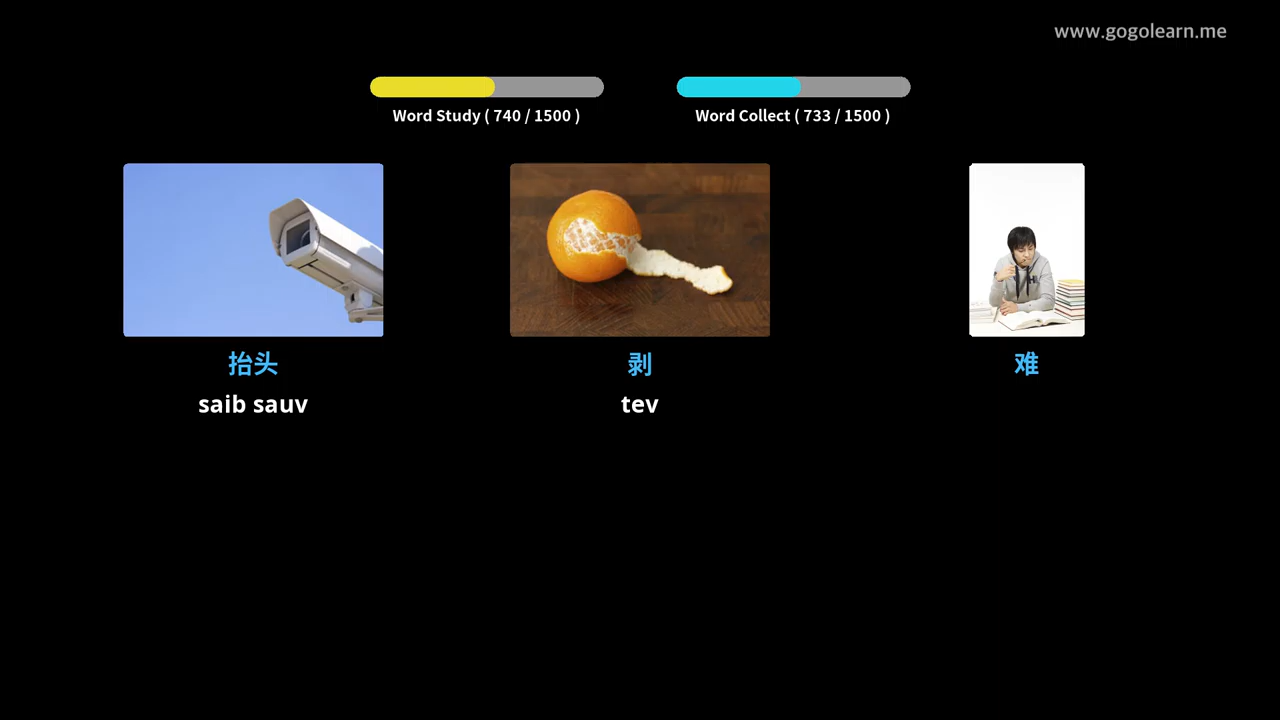 www.gogolearn.me
Word Study ( 740 / 1500 )
Word Collect ( 733 / 1500 )
抬头
剥
难
saib sauv
tev